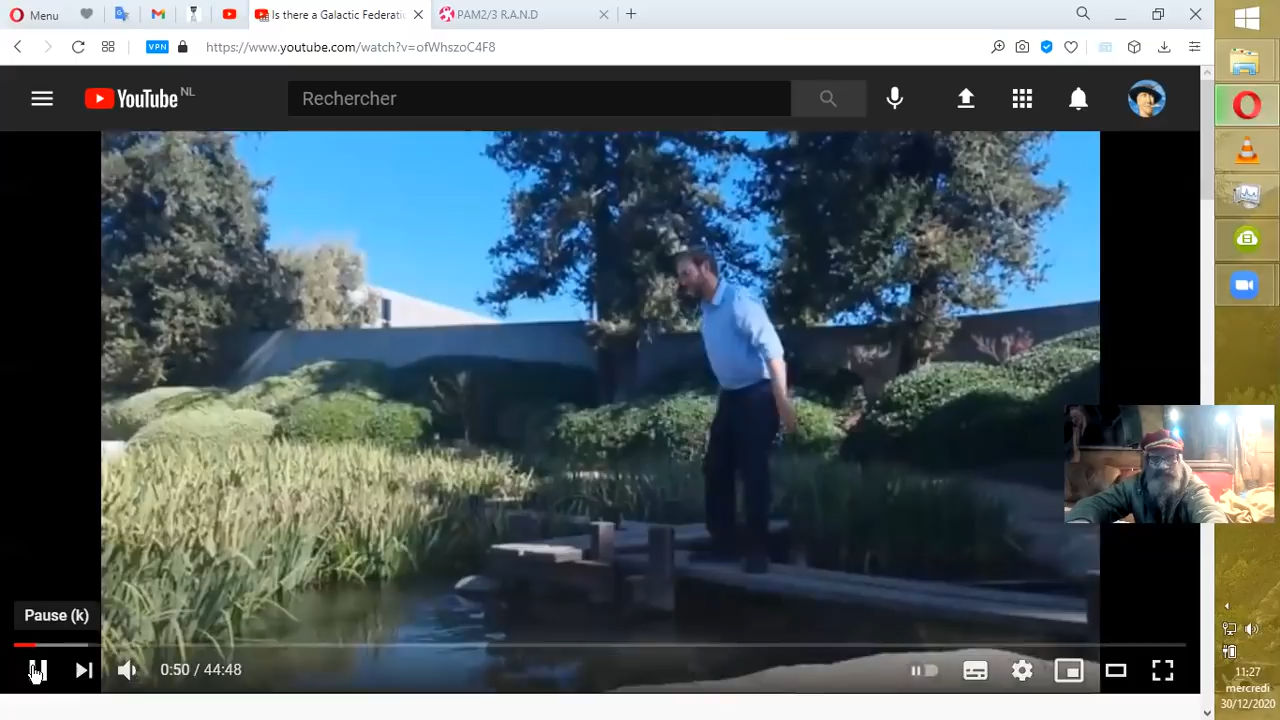 Menu
Is there a Galactic Federati
PAM2/3 R.A.N.D
VPN
https://www.youtube.com/watch?v=ofWhszoC4F8
YouTube NL
Rechercher
Pause (k)
0:50 / 44:48
11:27
mercredi
30/12/2020